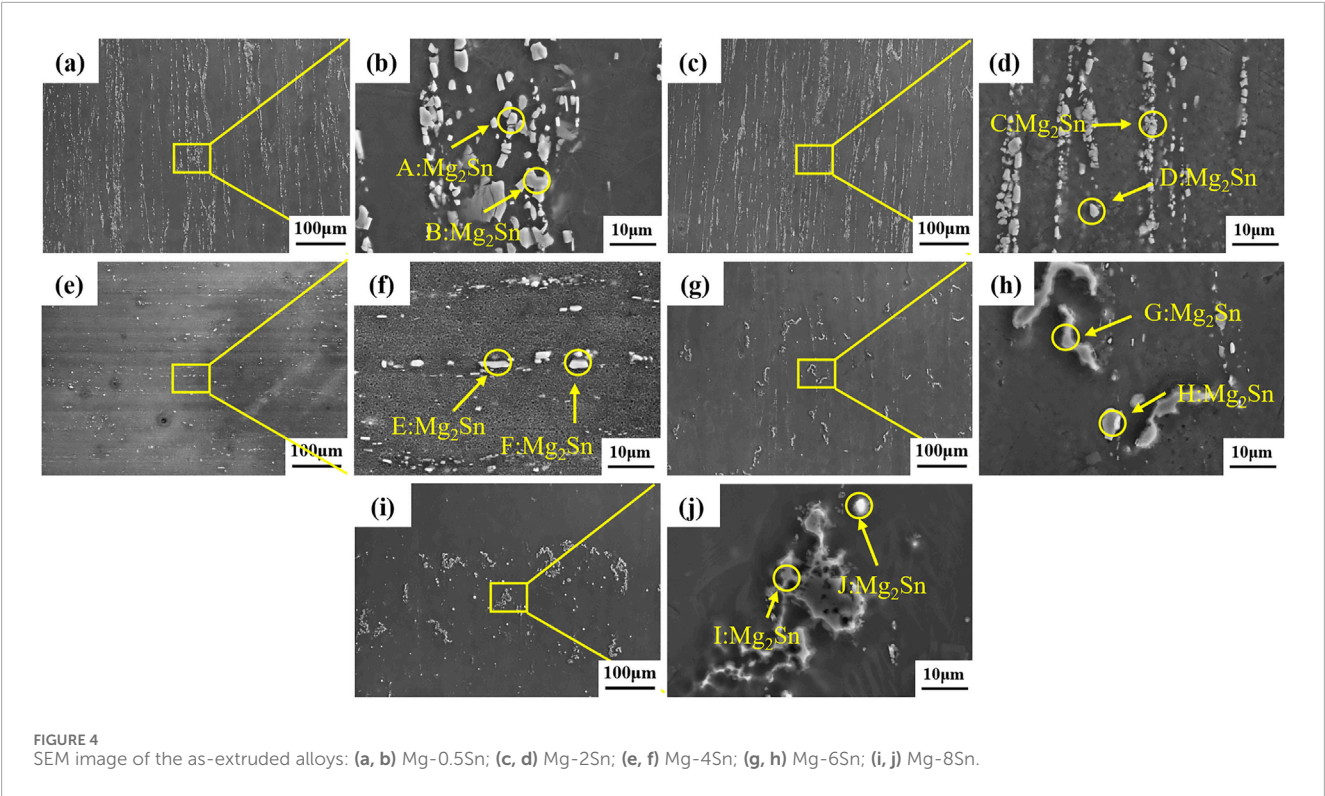 (a)
100μm
(b)
A:Mg₂Sn
B:Mg₂Sn
10μm
(c)
100μm
(d)
C:Mg₂Sn
D:Mg₂Sn
10μm
(e)
100μm
(f)
E:Mg₂Sn
F:Mg₂Sn
10μm
(g)
100μm
(h)
G:Mg₂Sn
H:Mg₂Sn
10μm
(i)
100μm
(j)
J:Mg₂Sn
I:Mg₂Sn
10μm
FIGURE 4
SEM image of the as-extruded alloys: (a, b) Mg-0.5Sn; (c, d) Mg-2Sn; (e, f) Mg-4Sn; (g, h) Mg-6Sn; (i, j) Mg-8Sn.